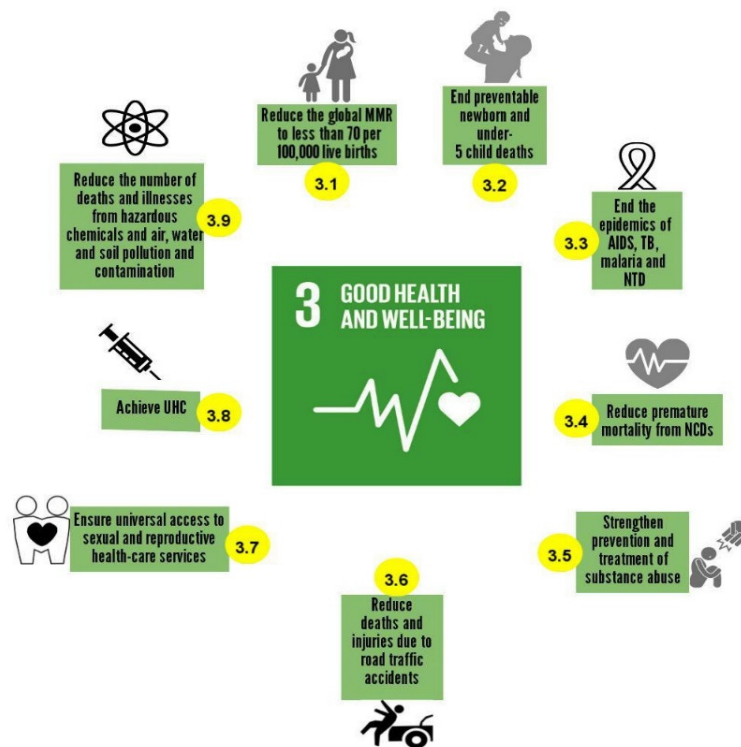 Reduce the global MMR
to less than 70 per
100,000 live births
3.1
End preventable
newborn and
under-
5 child deaths
3.2
End the
epidemics of
AIDS, TB,
malaria and
NTD
3.3
Reduce premature
mortality from NCDs
3.4
Strengthen
prevention and
treatment of
substance abuse
3.5
3.6
Reduce
deaths and
injuries due to
road traffic
accidents
Ensure universal access to
sexual and reproductive
health-care services
3.7
Achieve UHC
3.8
Reduce the number of
deaths and illnesses
from hazardous
chemicals and air, water
and soil pollution and
contamination
3.9
3 GOOD HEALTH
AND WELL-BEING